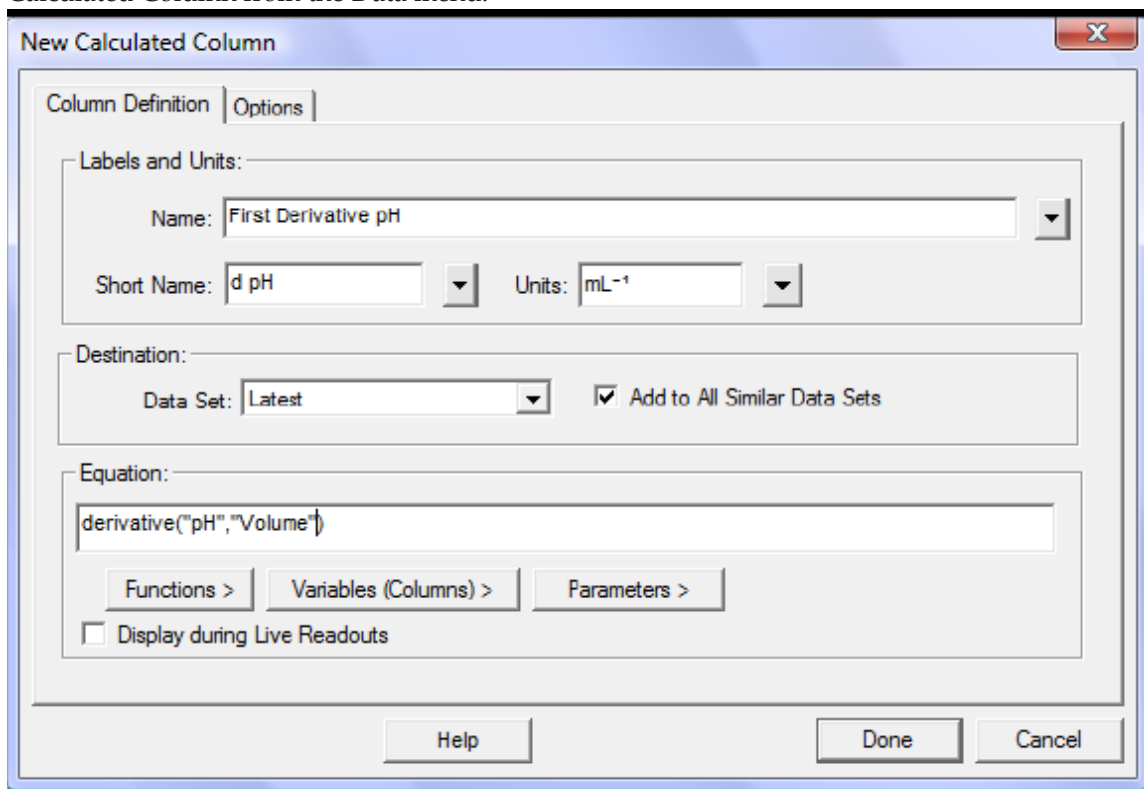 Calculated Column from the Data menu.
New Calculated Column
Column Definition Options
Labels and Units:
Name: First Derivative pH
Short Name: d pH Units: mL⁻¹
Destination:
Data Set: Latest Add to All Similar Data Sets
Equation:
derivative("pH","Volume")
Functions > Variables (Columns) > Parameters >
Display during Live Readouts
Help Done Cancel